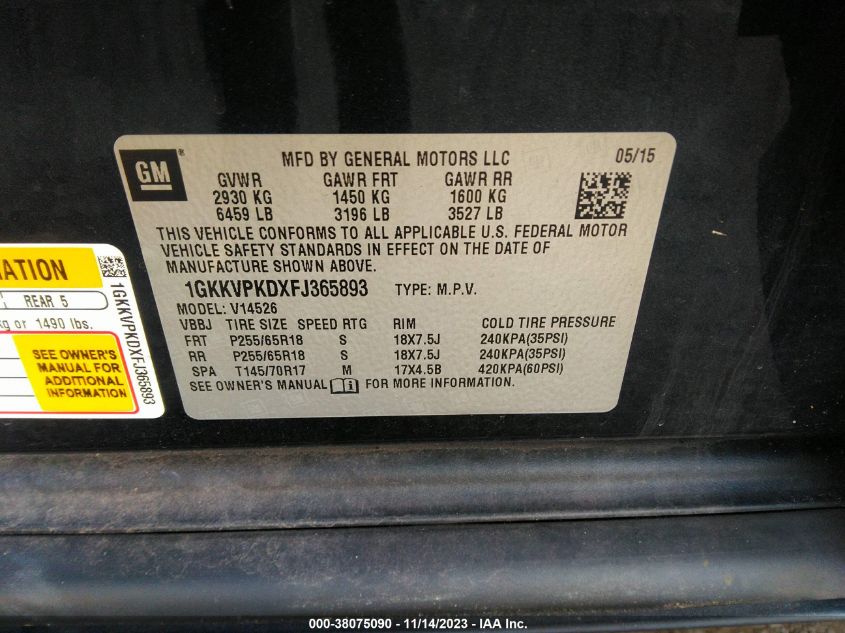 GM
MFD BY GENERAL MOTORS LLC 05/15
GVWR GAWR FRT GAWR RR
2930 KG 1450 KG 1600 KG
6459 LB 3196 LB 3527 LB
THIS VEHICLE CONFORMS TO ALL APPLICABLE U.S. FEDERAL MOTOR
VEHICLE SAFETY STANDARDS IN EFFECT ON THE DATE OF
MANUFACTURE SHOWN ABOVE.
1GKKVPKDXFJ365893 TYPE: M.P.V.
MODEL: V14526
VBBJ TIRE SIZE SPEED RTG RIM COLD TIRE PRESSURE
FRT P255/65R18 S 18X7.5J 240KPA(35PSI)
RR P255/65R18 S 18X7.5J 240KPA(35PSI)
SPA T145/70R17 M 17X4.5B 420KPA(60PSI)
SEE OWNER'S MANUAL FOR MORE INFORMATION.
REAR 5
kg or 1490 lbs.
SEE OWNER'S
MANUAL FOR
ADDITIONAL
INFORMATION
1GKKVPKDXFJ365893
000-38075090 - 11/14/2023 - IAA Inc.